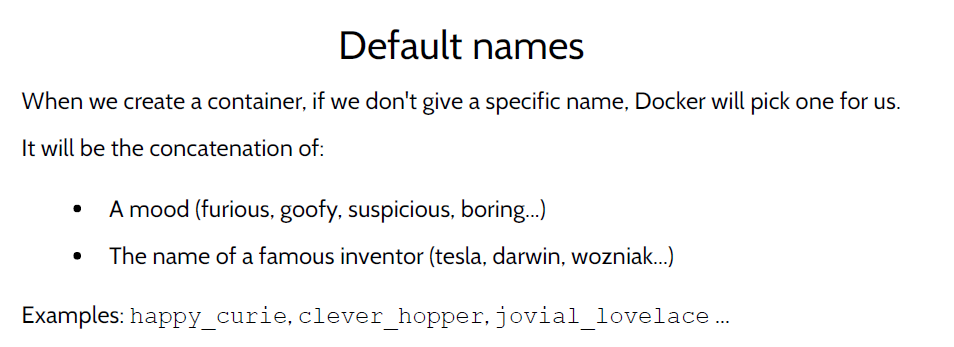 Default names
When we create a container, if we don't give a specific name, Docker will pick one for us.
It will be the concatenation of:
• A mood (furious, goofy, suspicious, boring...)
• The name of a famous inventor (tesla, darwin, wozniak...)
Examples: happy_curie, clever_hopper, jovial_lovelace ...